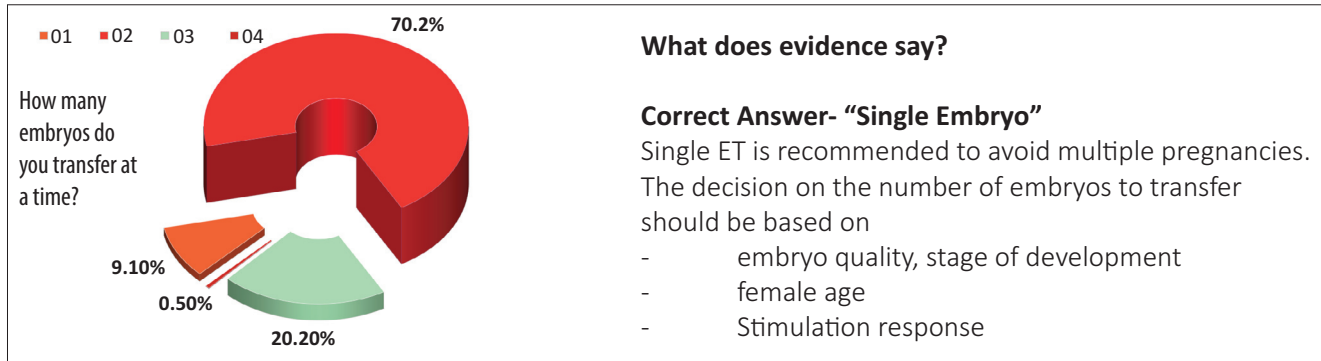 01 02 03 04
70.2%
How many
embryos do
you transfer at
a time?
9.10%
0.50%
20.20%
What does evidence say?
Correct Answer- “Single Embryo”
Single ET is recommended to avoid multiple pregnancies.
The decision on the number of embryos to transfer
should be based on
- embryo quality, stage of development
- female age
- Stimulation response